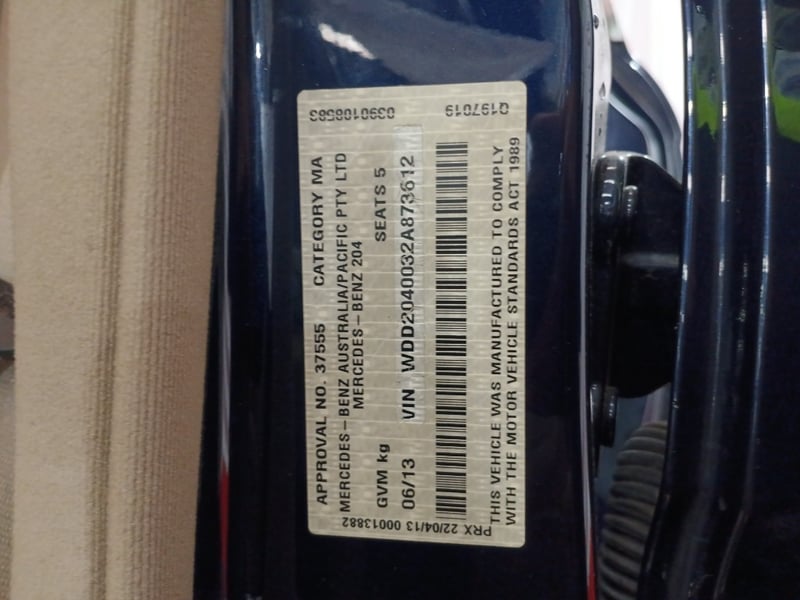 APPROVAL NO. 37555 CATEGORY MA
MERCEDES-BENZ AUSTRALIA/PACIFIC PTY LTD
MERCEDES-BENZ 204
GVM kg SEATS 5
06/13 VIN WDD2040032A873612
THIS VEHICLE WAS MANUFACTURED TO COMPLY
WITH THE MOTOR VEHICLE STANDARDS ACT 1989
PRX 22/04/13 00013882
0390108583
Q197019